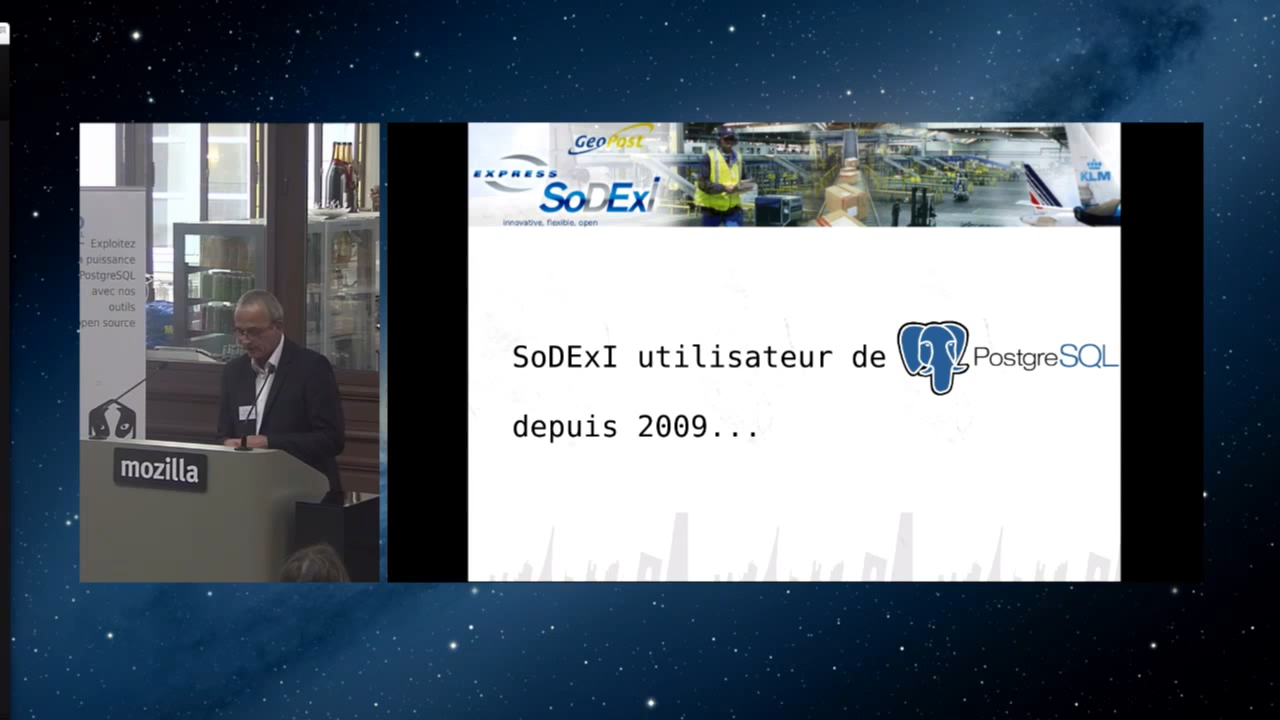 Exploitez
puissance
PostgreSQL
avec nos
outils
open source
mozilla
GeoPost
EXPRESS
SoDExi
innovative, flexible, open
KLM
SoDExI utilisateur de PostgreSQL
depuis 2009...